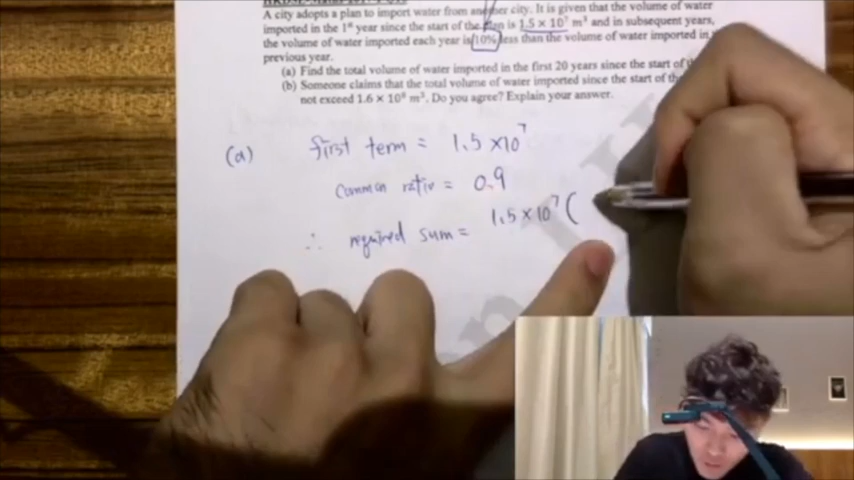 A city adopts a plan to import water from another city. It is given that the volume of water
imported in the 1st year since the start of the plan is 1.5 × 10⁷ m³ and in subsequent years,
the volume of water imported each year is 10% less than the volume of water imported in
previous year.
(a) Find the total volume of water imported in the first 20 years since the start of
(b) Someone claims that the total volume of water imported since the start of the
not exceed 1.6 × 10⁸ m³. Do you agree? Explain your answer.
(a) first term = 1.5 ×10⁷
common ratio = 0.9
∴ required sum = 1.5 × 10⁷ (